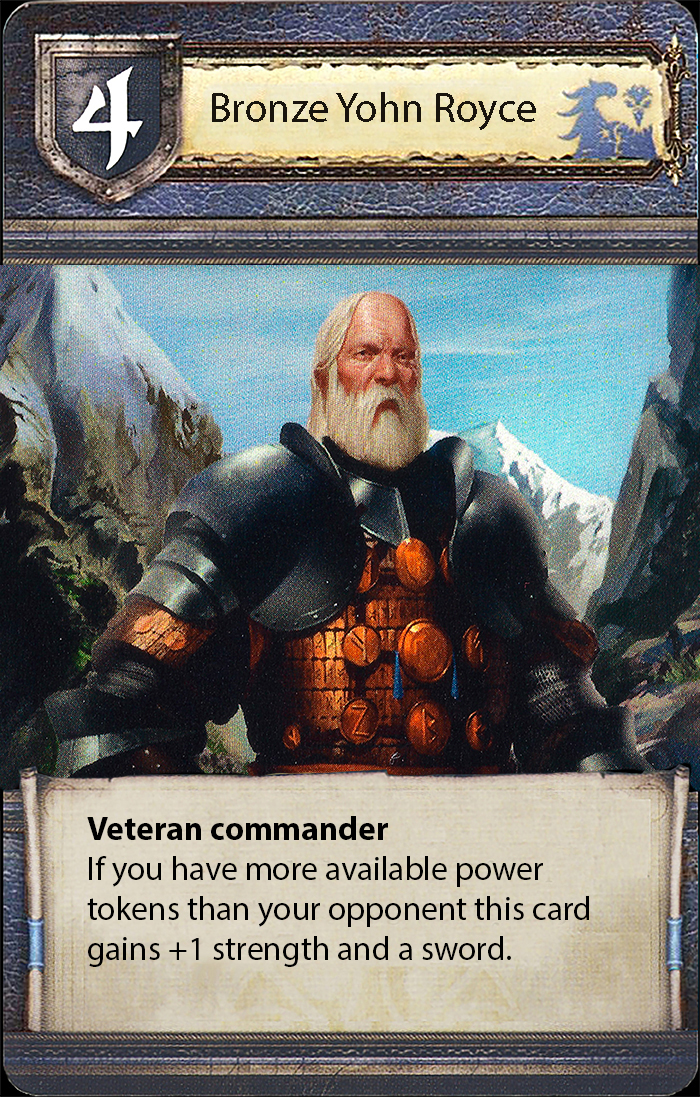 4
Bronze Yohn Royce
Veteran commander
If you have more available power
tokens than your opponent this card
gains +1 strength and a sword.